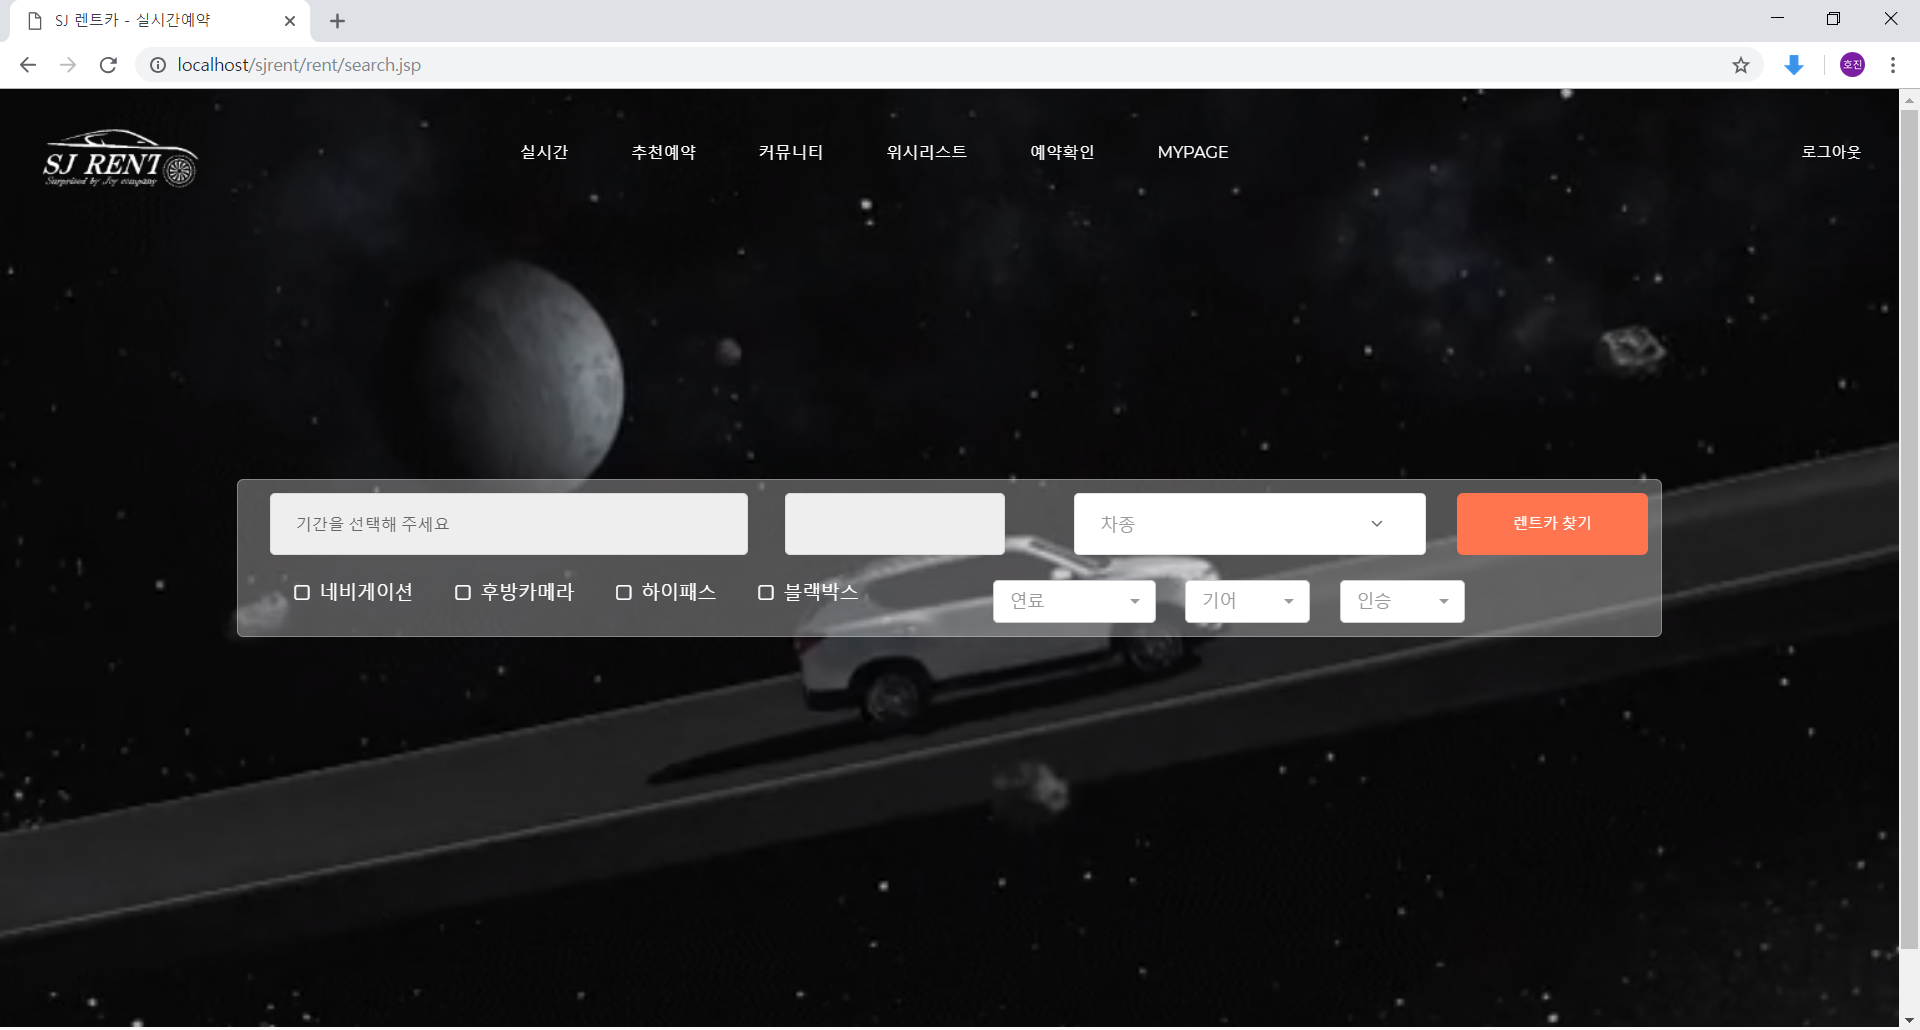 SJ 렌트카 - 실시간예약
localhost/sjrent/rent/search.jsp
호진
SJ RENT
Surprised by Joy company
실시간
추천예약
커뮤니티
위시리스트
예약확인
MYPAGE
로그아웃
기간을 선택해 주세요
차종
렌트카 찾기
네비게이션
후방카메라
하이패스
블랙박스
연료
기어
인승